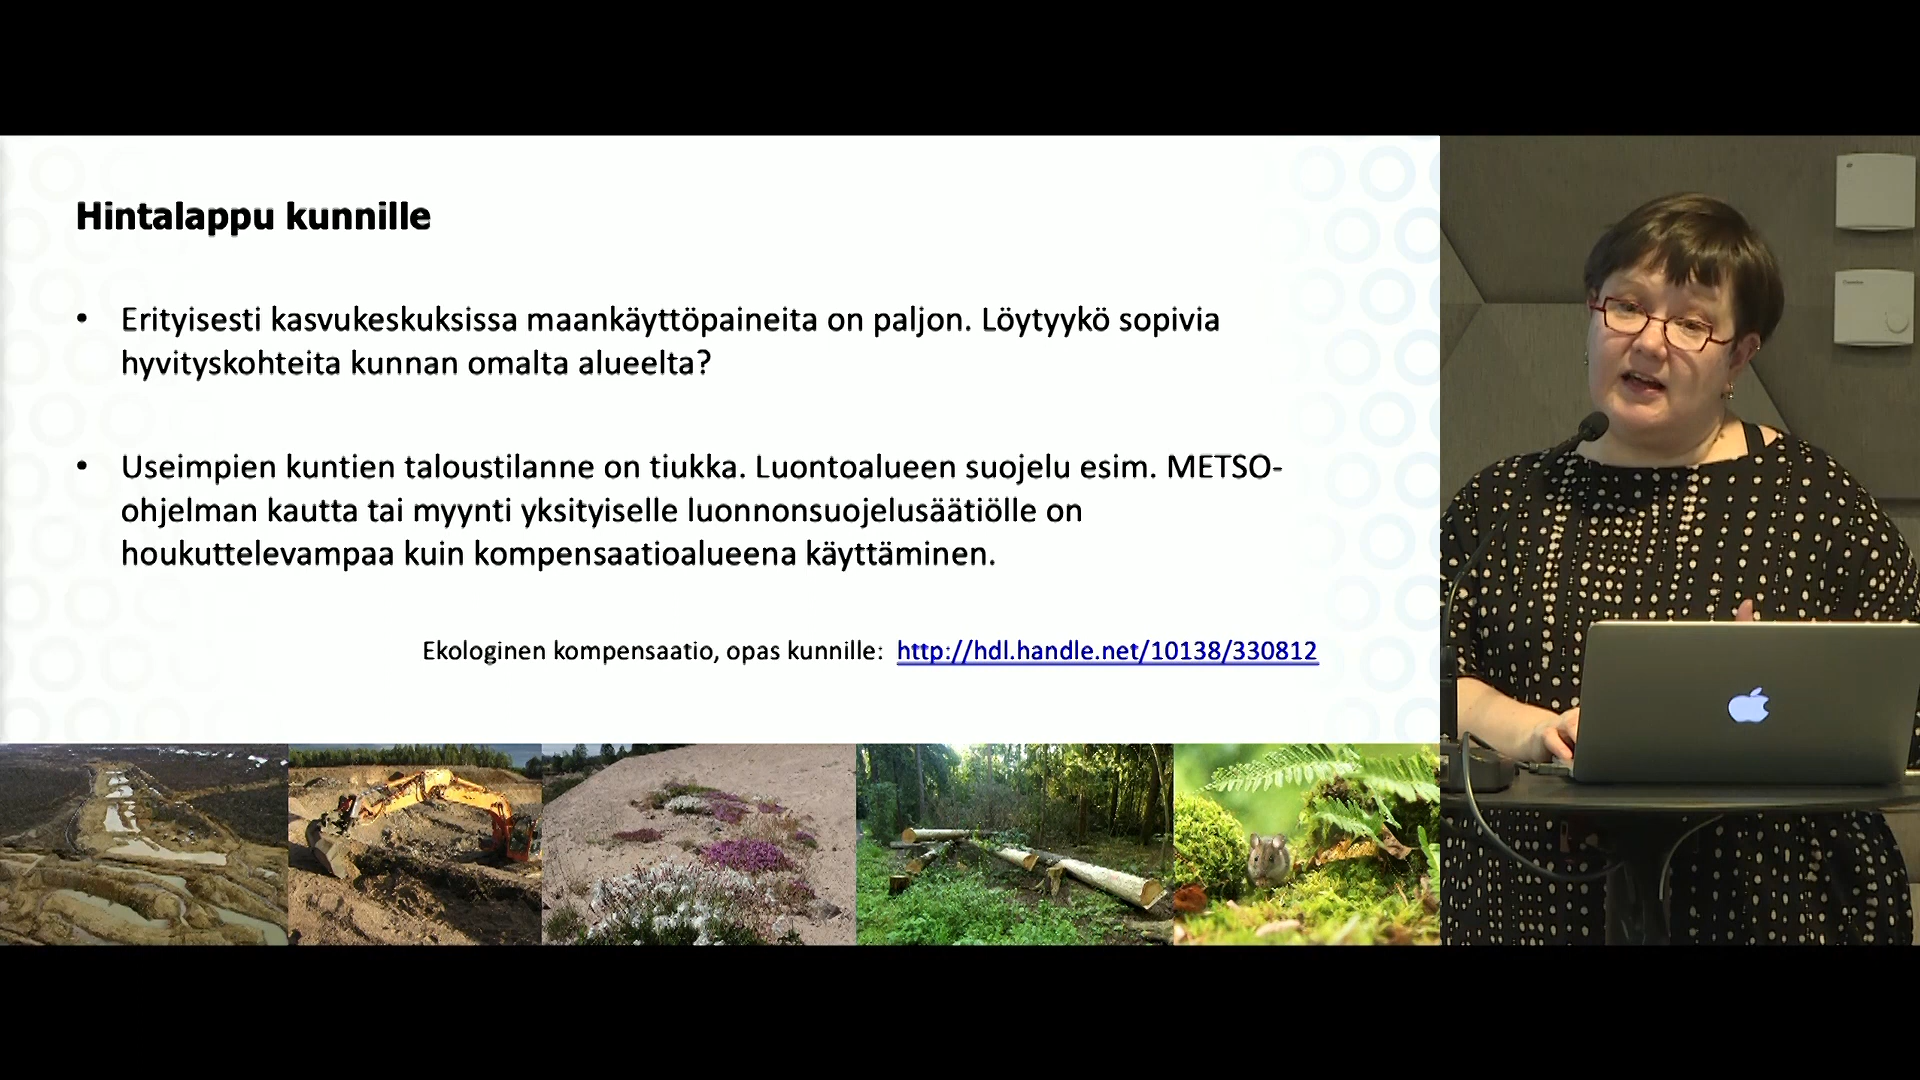 Hintalappu kunnille
• Erityisesti kasvukeskuksissa maankäyttöpaineita on paljon. Löytyykö sopivia
hyvityskohteita kunnan omalta alueelta?
• Useimpien kuntien taloustilanne on tiukka. Luontoalueen suojelu esim. METSO-
ohjelman kautta tai myynti yksityiselle luonnonsuojelusäätiölle on
houkuttelevampaa kuin kompensaatioalueena käyttäminen.
Ekologinen kompensaatio, opas kunnille: http://hdl.handle.net/10138/330812